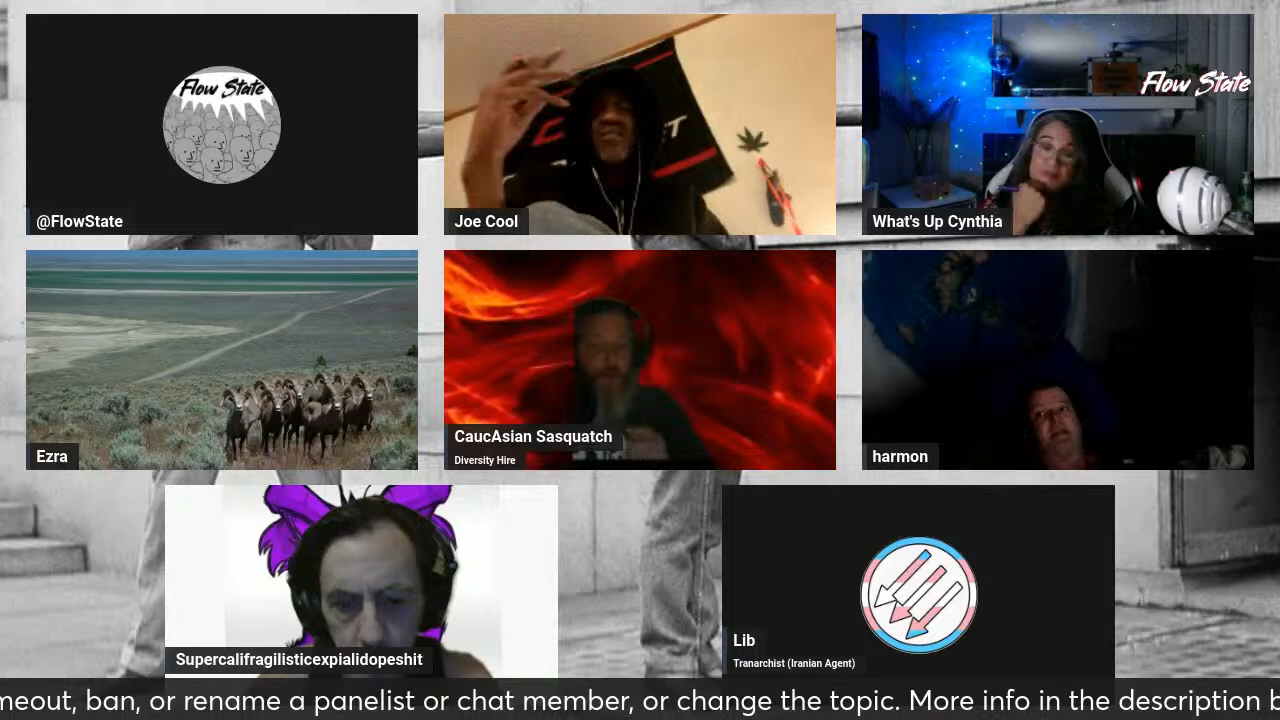 Flow State
@FlowState
Joe Cool
Flow State
What's Up Cynthia
Ezra
CaucAsian Sasquatch
Diversity Hire
harmon
Supercalifragilisticexpialidopeshit
Lib
Tranarchist (Iranian Agent)
meout, ban, or rename a panelist or chat member, or change the topic. More info in the description b